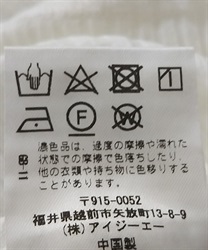 F
W
濃色品は、過度の摩擦や濡れた
状態での摩擦で色落ちしたり、
他の衣類や持ち物に色移りする
ことがあります。
〒915-0052
福井県越前市矢放町13-8-9
(株)アイジーエー
中国製